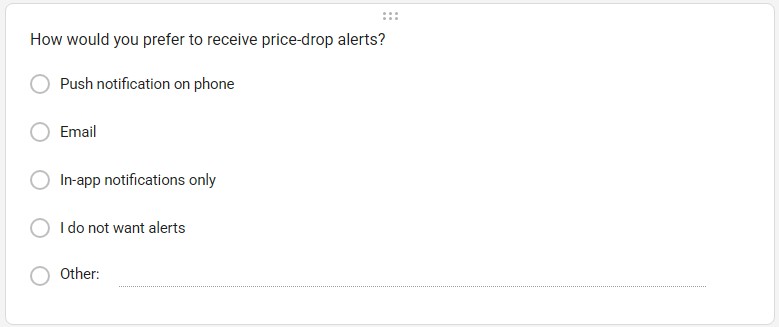 How would you prefer to receive price-drop alerts?
Push notification on phone
Email
In-app notifications only
I do not want alerts
Other: